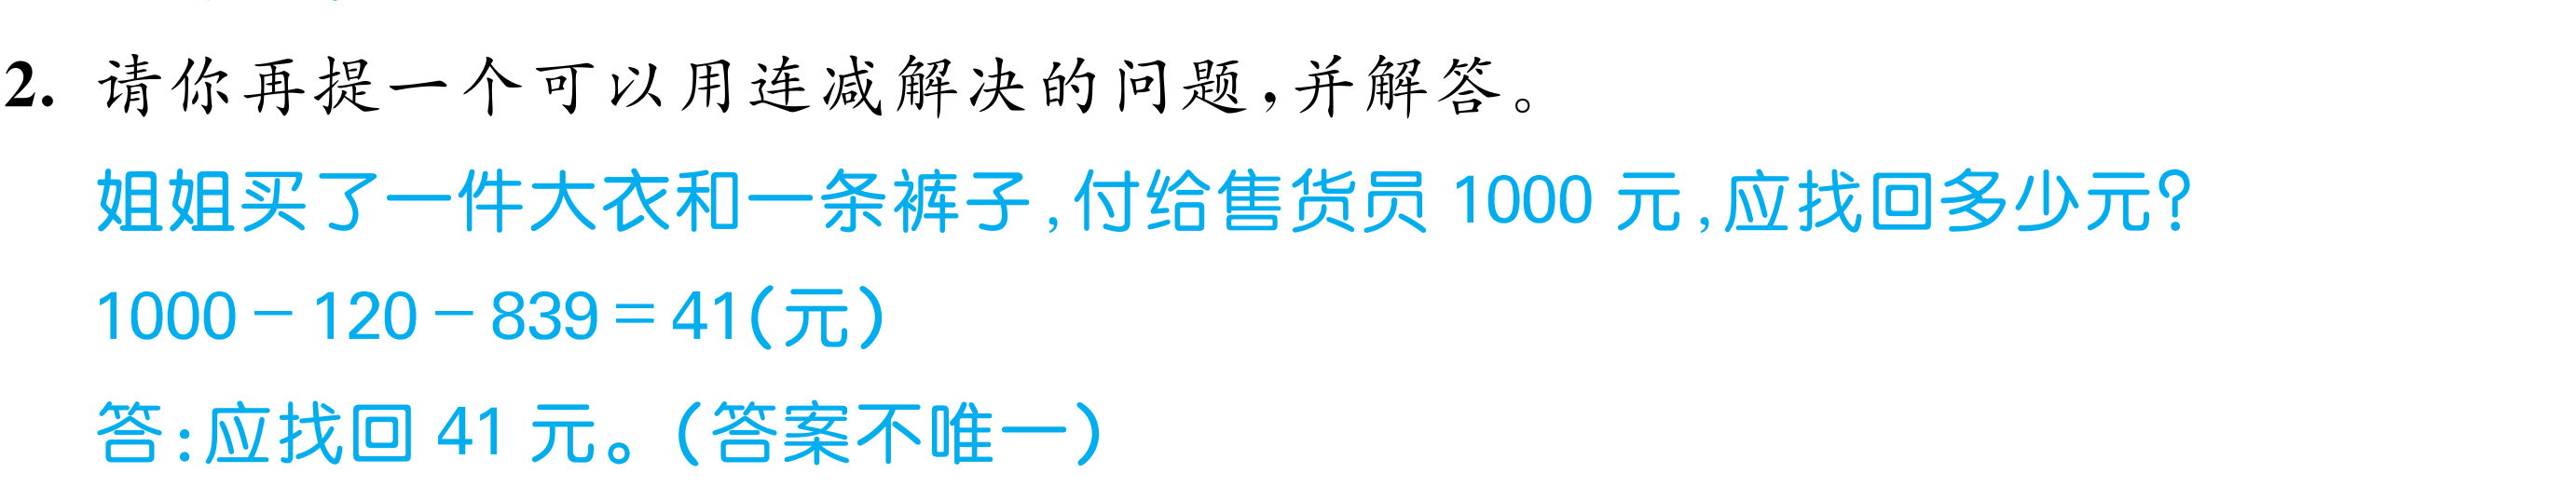 2. 请你再提一个可以用连减解决的问题,并解答。
姐姐买了一件大衣和一条裤子,付给售货员 1000 元,应找回多少元?
1000 - 120 - 839 = 41(元)
答:应找回 41 元。(答案不唯一)